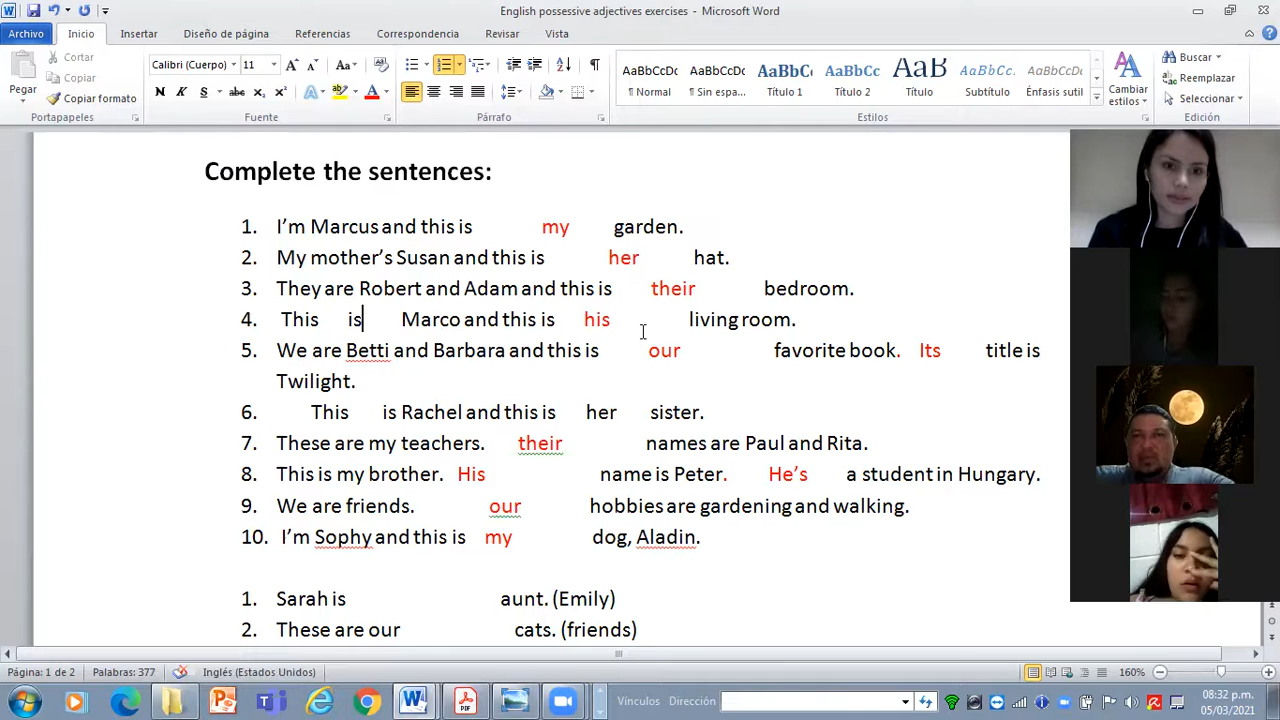 English possessive adjectives exercises - Microsoft Word
Archivo Inicio Insertar Diseño de página Referencias Correspondencia Revisar Vista
Cortar
Copiar
Copiar formato
Pegar
Calibri (Cuerpo) 11
AaBbCcDc AaBbCcDc AaBbC( AaBbCc AaB AaBbCc. AaBbCcDc
¶ Normal ¶ Sin espa... Título 1 Título 2 Título Subtítulo Énfasis sutil
Cambiar estilos
Buscar
Reemplazar
Seleccionar
Portapapeles Fuente Párrafo Estilos Edición
Complete the sentences:
1. I’m Marcus and this is my garden.
2. My mother’s Susan and this is her hat.
3. They are Robert and Adam and this is their bedroom.
4. This is Marco and this is his living room.
5. We are Betti and Barbara and this is our favorite book. Its title is
Twilight.
6. This is Rachel and this is her sister.
7. These are my teachers. their names are Paul and Rita.
8. This is my brother. His name is Peter. He’s a student in Hungary.
9. We are friends. our hobbies are gardening and walking.
10. I’m Sophy and this is my dog, Aladin.
1. Sarah is aunt. (Emily)
2. These are our cats. (friends)
Página: 1 de 2 Palabras: 377 Inglés (Estados Unidos) 160%
Vínculos Dirección
08:32 p.m.
05/03/2021